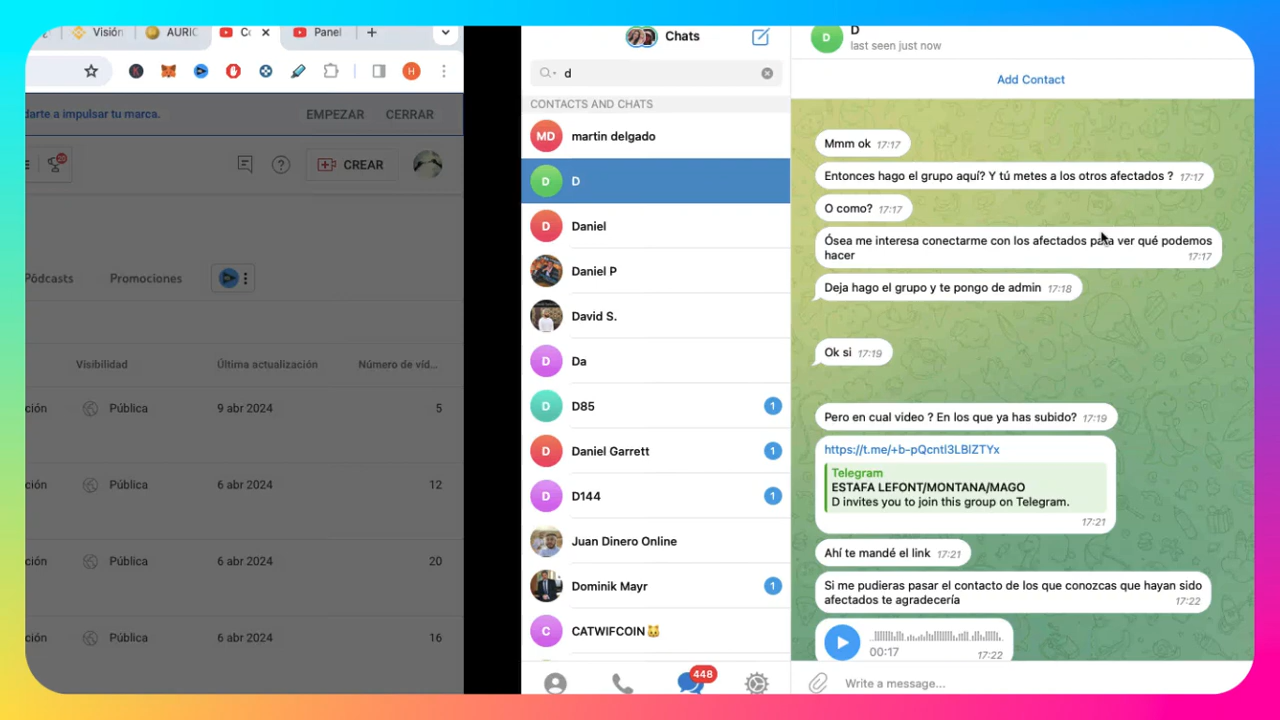 Visión
AURIC
Panel
H
darte a impulsar tu marca.
EMPEZAR
CERRAR
CREAR
Pódcasts
Promociones
Visibilidad
Última actualización
Número de víd...
ción
Pública
9 abr 2024
5
ción
Pública
6 abr 2024
12
ción
Pública
6 abr 2024
20
ción
Pública
6 abr 2024
16
Chats
d
CONTACTS AND CHATS
MD
martin delgado
D
D
D
Daniel
Daniel P
David S.
D
Da
D
D85
1
D
Daniel Garrett
1
D
D144
1
Juan Dinero Online
Dominik Mayr
1
C
CATWIFCOIN🐱
448
D
D
last seen just now
Add Contact
Mmm ok 17:17
Entonces hago el grupo aquí? Y tú metes a los otros afectados ? 17:17
O como? 17:17
Ósea me interesa conectarme con los afectados para ver qué podemos
hacer
17:17
Deja hago el grupo y te pongo de admin 17:18
Ok si 17:19
Pero en cual video ? En los que ya has subido? 17:19
Telegram
ESTAFA LEFONT/MONTANA/MAGO
D invites you to join this group on Telegram.
17:21
Ahí te mandé el link 17:21
Si me pudieras pasar el contacto de los que conozcas que hayan sido
afectados te agradecería
17:22
00:17
17:22
Write a message...